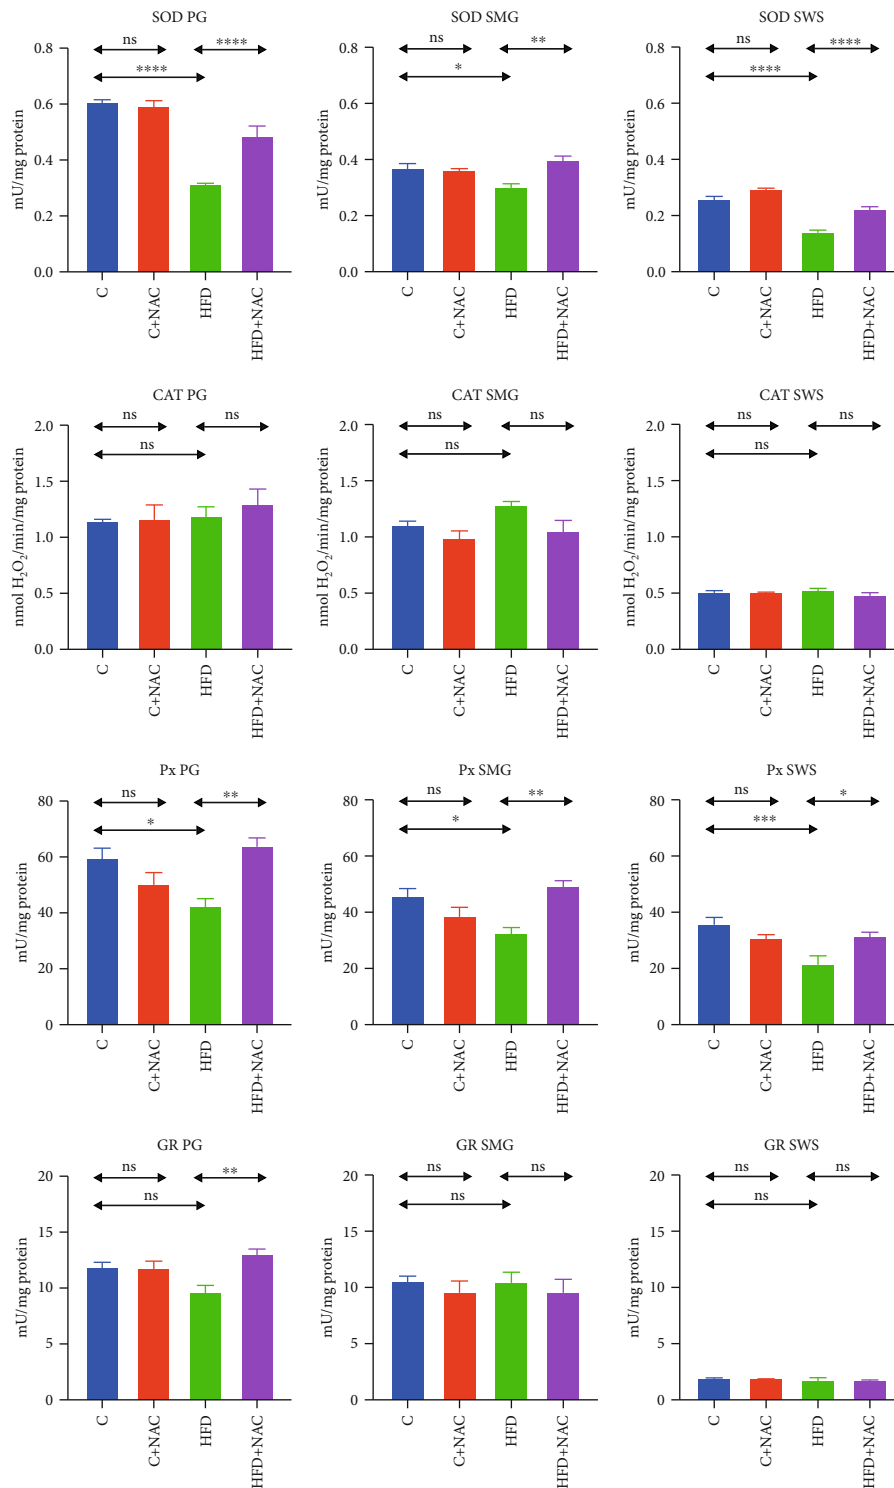 SOD PG
ns
****
****
mU/mg protein
0.8
0.6
0.4
0.2
0.0
C
C+NAC
HFD
HFD+NAC
SOD SMG
ns
**
*
mU/mg protein
0.8
0.6
0.4
0.2
0.0
C
C+NAC
HFD
HFD+NAC
SOD SWS
ns
****
****
mU/mg protein
0.8
0.6
0.4
0.2
0.0
C
C+NAC
HFD
HFD+NAC
CAT PG
ns
ns
ns
nmol H₂O₂/min/mg protein
2.0
1.5
1.0
0.5
0.0
C
C+NAC
HFD
HFD+NAC
CAT SMG
ns
ns
ns
nmol H₂O₂/min/mg protein
2.0
1.5
1.0
0.5
0.0
C
C+NAC
HFD
HFD+NAC
CAT SWS
ns
ns
ns
nmol H₂O₂/min/mg protein
2.0
1.5
1.0
0.5
0.0
C
C+NAC
HFD
HFD+NAC
Px PG
ns
**
*
mU/mg protein
80
60
40
20
0
C
C+NAC
HFD
HFD+NAC
Px SMG
ns
**
*
mU/mg protein
80
60
40
20
0
C
C+NAC
HFD
HFD+NAC
Px SWS
ns
*
***
mU/mg protein
80
60
40
20
0
C
C+NAC
HFD
HFD+NAC
GR PG
ns
**
ns
mU/mg protein
20
15
10
5
0
C
C+NAC
HFD
HFD+NAC
GR SMG
ns
ns
ns
mU/mg protein
20
15
10
5
0
C
C+NAC
HFD
HFD+NAC
GR SWS
ns
ns
ns
mU/mg protein
20
15
10
5
0
C
C+NAC
HFD
HFD+NAC